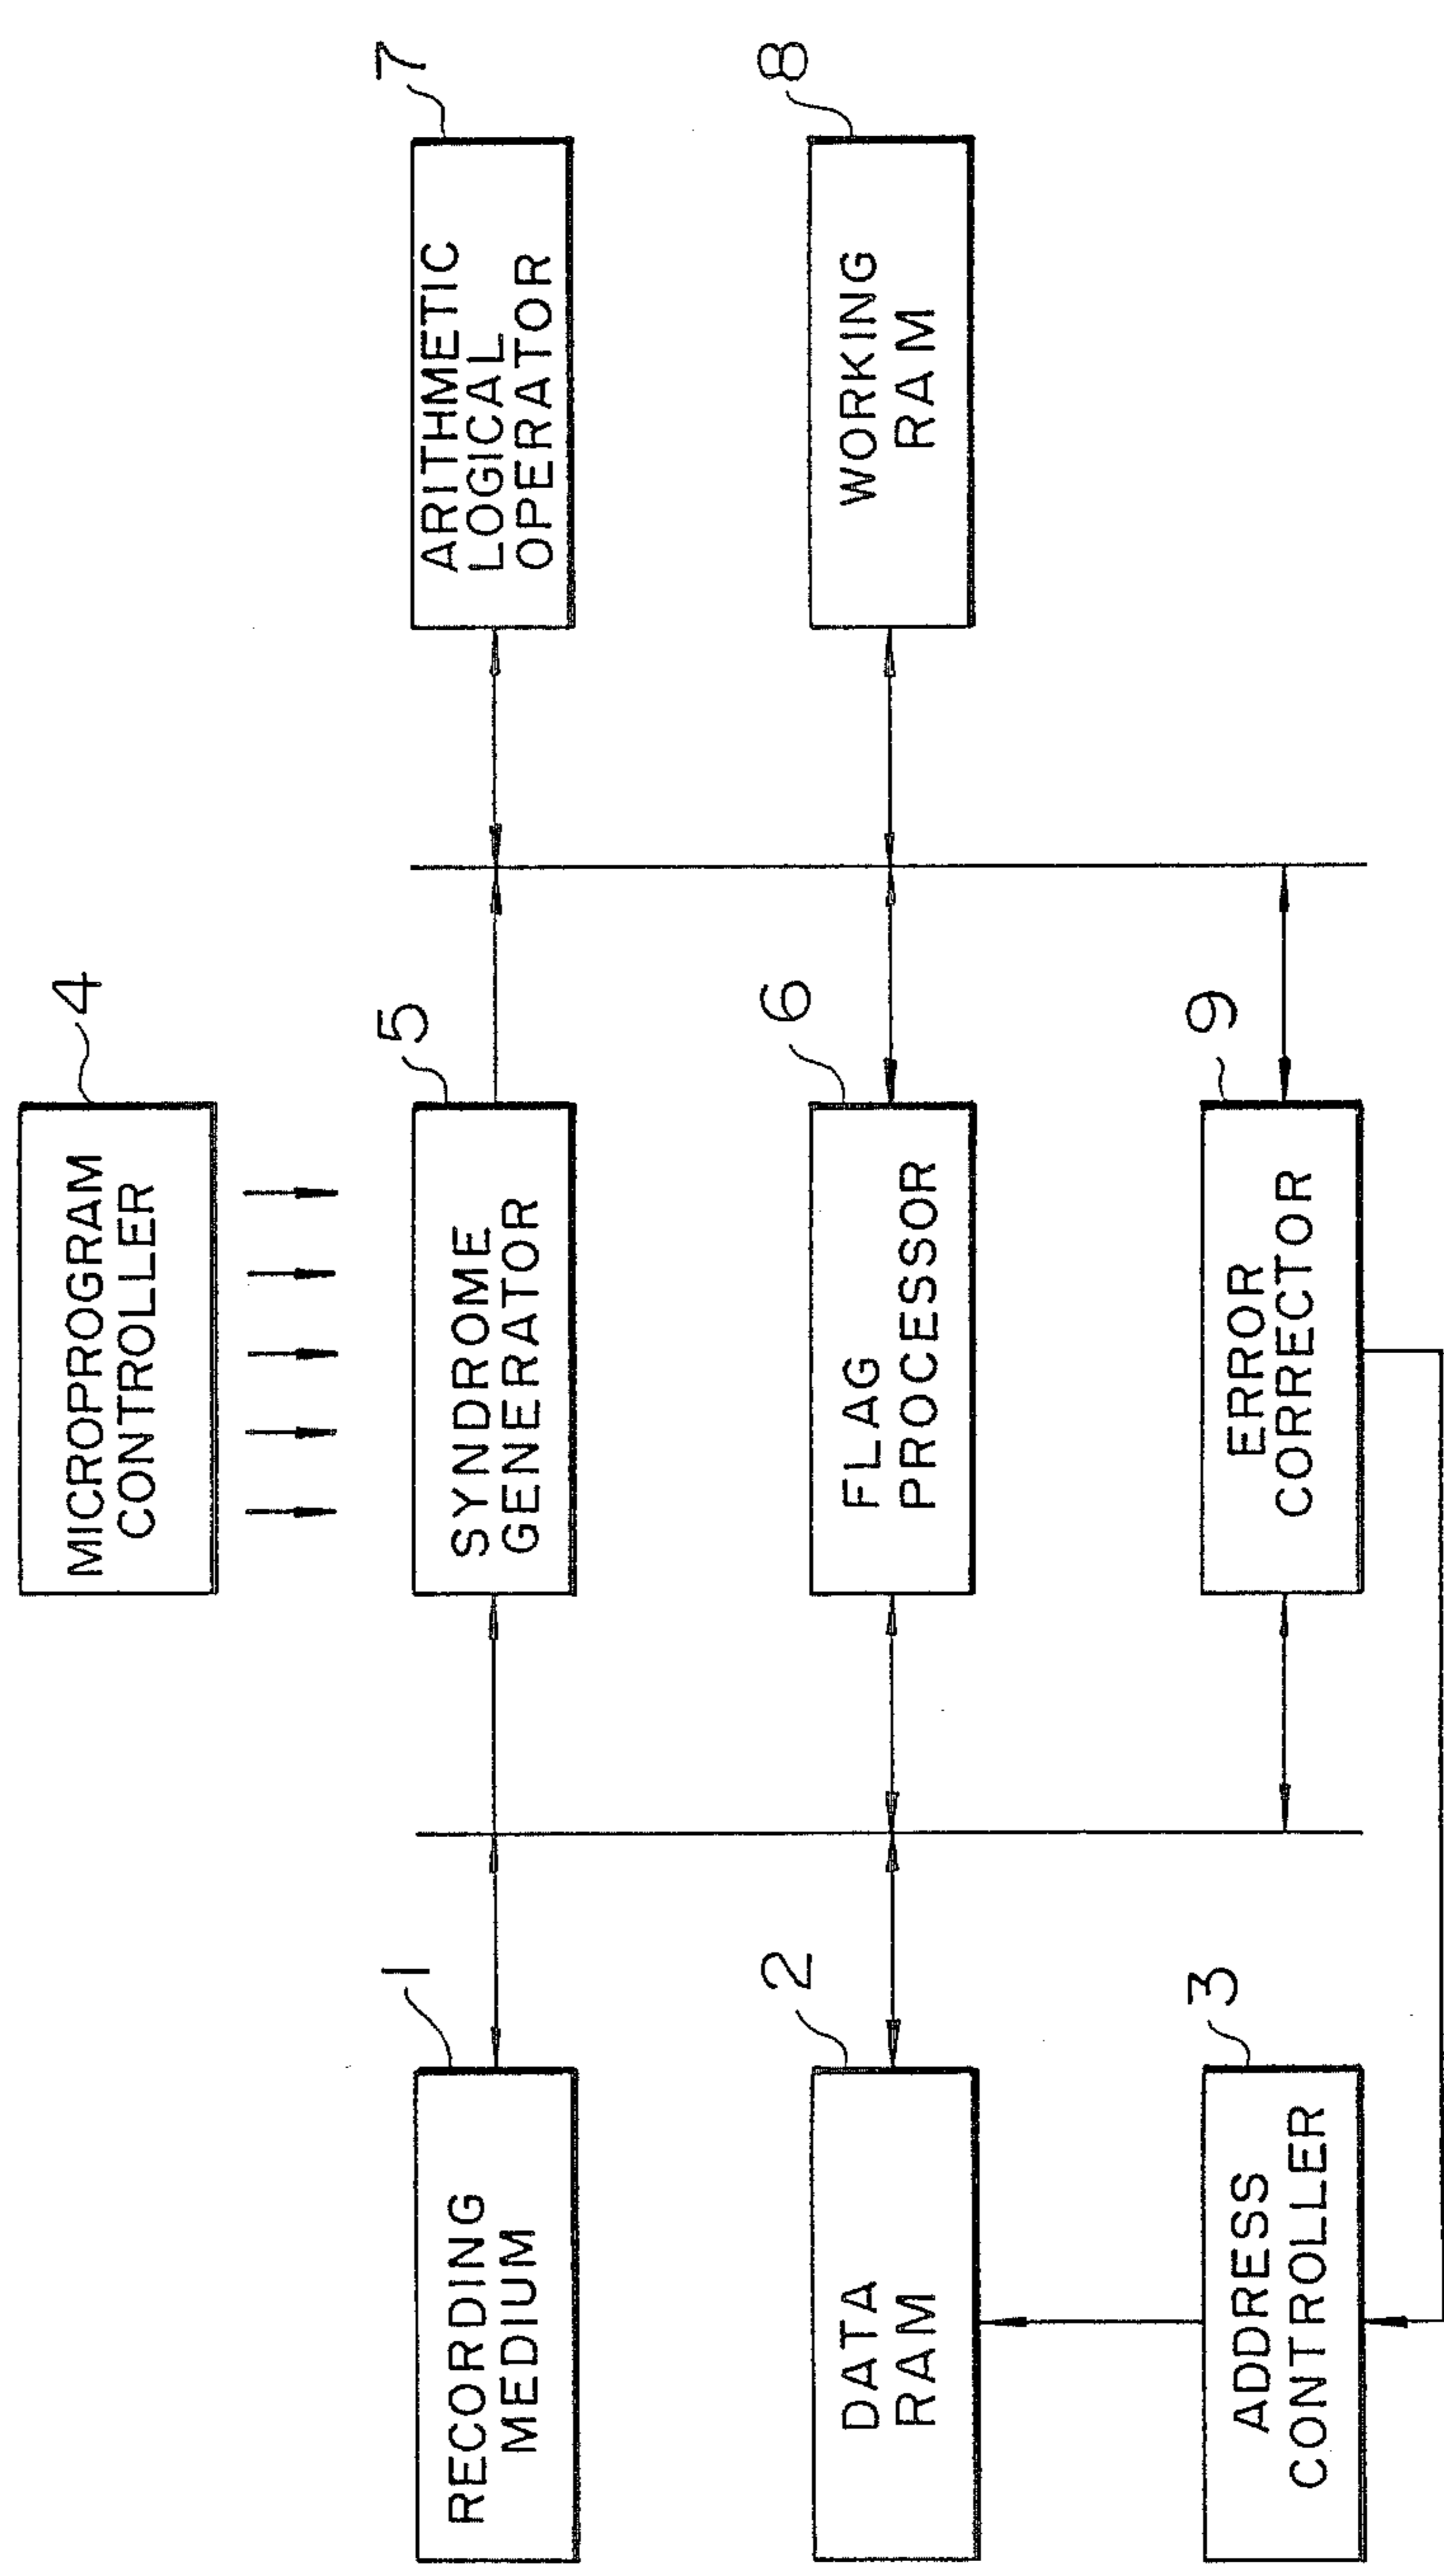 4
MICROPROGRAM
CONTROLLER
1
RECORDING
MEDIUM
5
SYNDROME
GENERATOR
7
ARITHMETIC
LOGICAL
OPERATOR
2
DATA
RAM
6
FLAG
PROCESSOR
8
WORKING
RAM
3
ADDRESS
CONTROLLER
9
ERROR
CORRECTOR